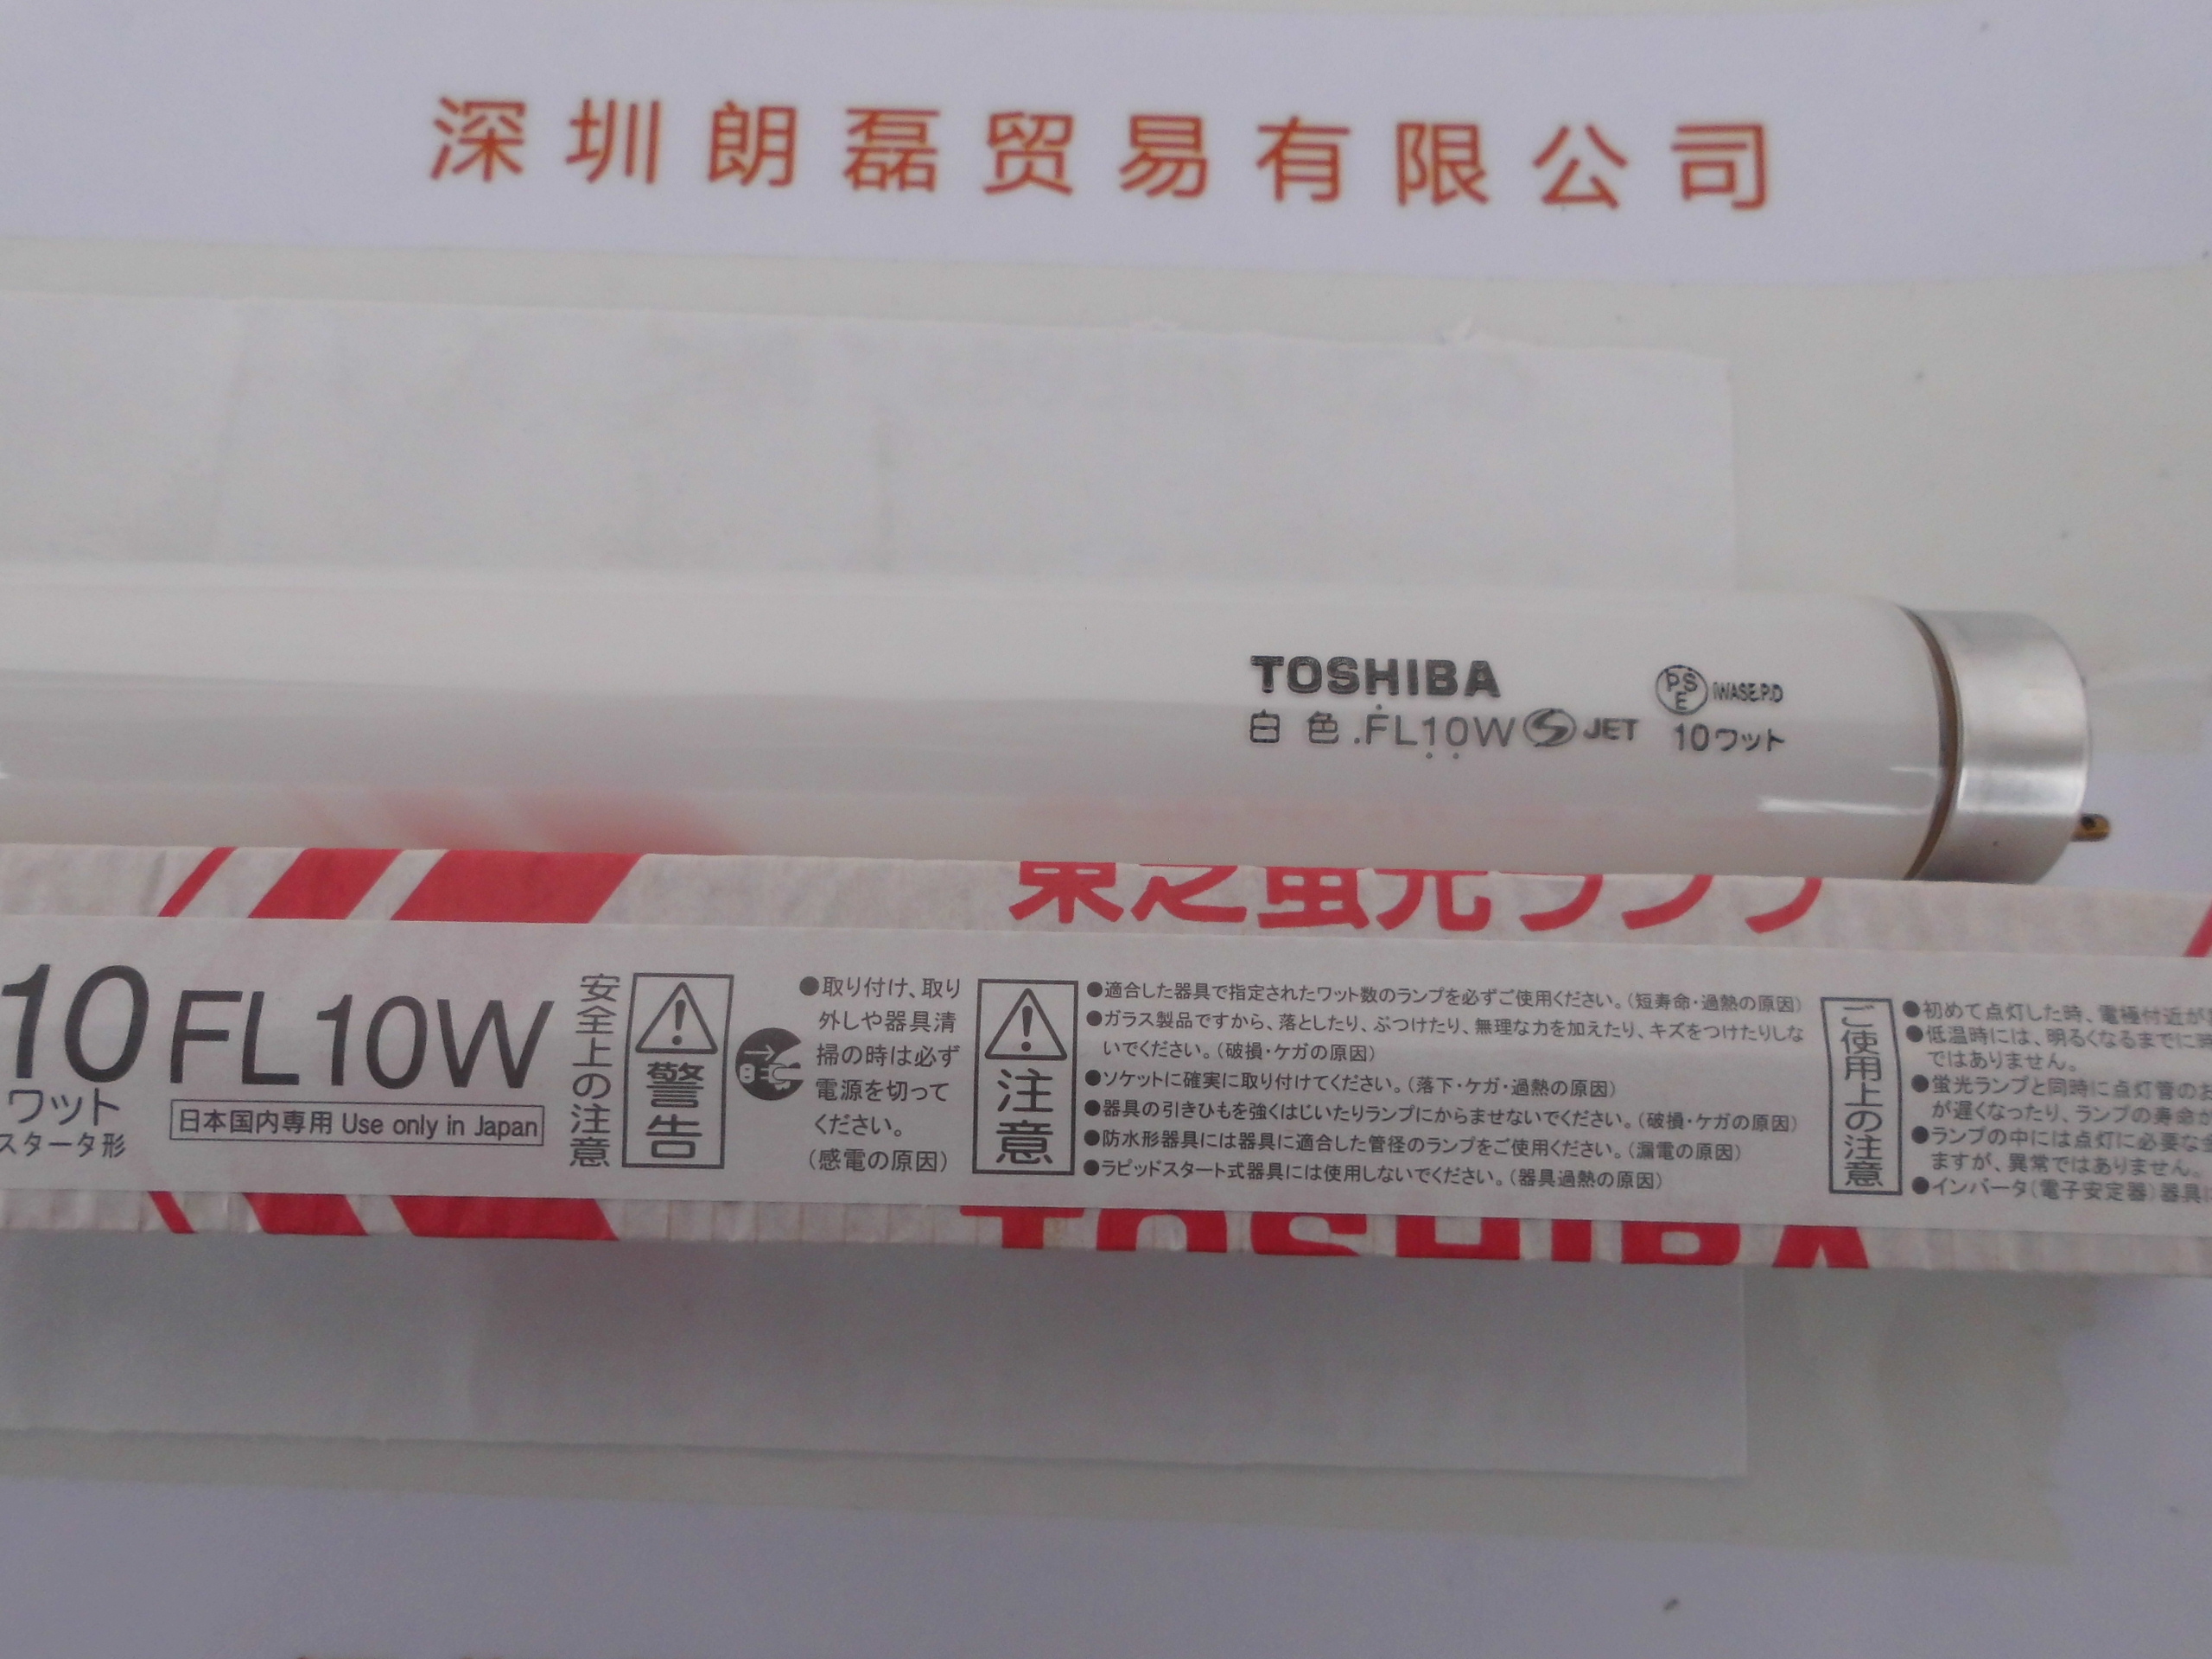 深圳朗磊贸易有限公司
TOSHIBA
白色 .FL10W S JET
PSE IWASE.P.D
10ワット
東芝蛍光ランプ
10
ワット
スタータ形
FL10W
日本国内専用 Use only in Japan
安全上の注意
警告
●取り付け、取り
外しや器具清
掃の時は必ず
電源を切って
ください。
(感電の原因)
注意
●適合した器具で指定されたワット数のランプを必ずご使用ください。(短寿命・過熱の原因)
●ガラス製品ですから、落としたり、ぶつけたり、無理な力を加えたり、キズをつけたりしな
いでください。(破損・ケガの原因)
●ソケットに確実に取り付けてください。(落下・ケガ・過熱の原因)
●器具の引きひもを強くはじいたりランプにからませないでください。(破損・ケガの原因)
●防水形器具には器具に適合した管径のランプをご使用ください。(漏電の原因)
●ラピッドスタート式器具には使用しないでください。(器具過熱の原因)
ご使用上の注意
●初めて点灯した時、電極付近が
●低温時には、明るくなるまでに時
ではありません。
●蛍光ランプと同時に点灯管のお
が遅くなったり、ランプの寿命が
●ランプの中には点灯に必要な
ますが、異常ではありません。
●インバータ(電子安定器)器具に
TOSHIBA